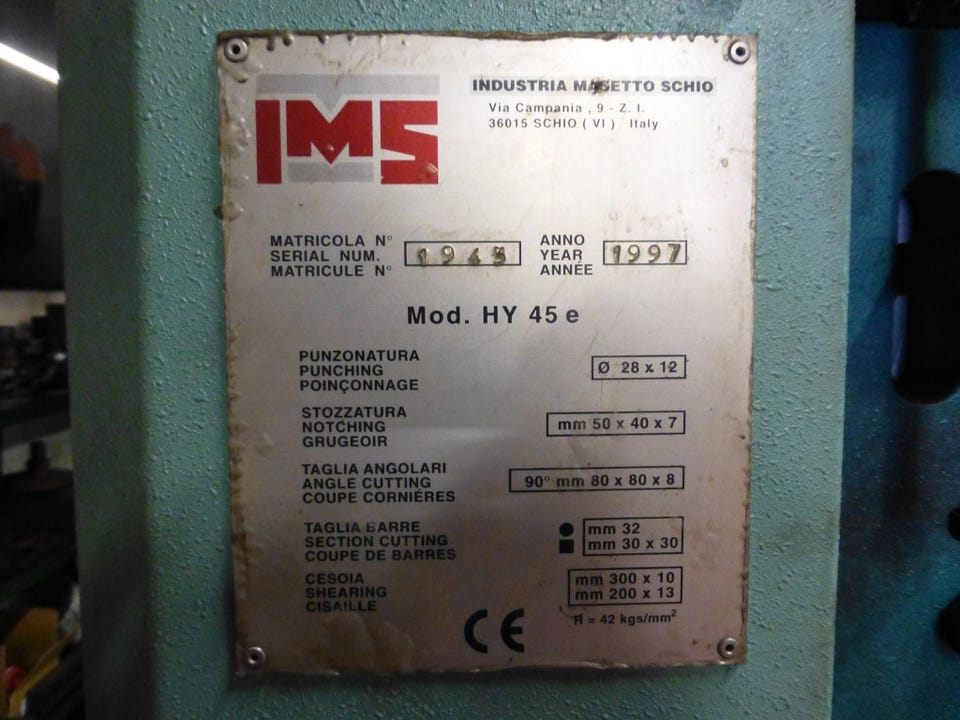 IMS
INDUSTRIA MASETTO SCHIO
Via Campania , 9 - Z. I.
36015 SCHIO ( VI ) Italy
MATRICOLA N°
SERIAL NUM.
MATRICULE N°
1945
ANNO
YEAR
ANNÉE
1997
Mod. HY 45 e
PUNZONATURA
PUNCHING
POINÇONNAGE
Ø 28 x 12
STOZZATURA
NOTCHING
GRUGEOIR
mm 50 x 40 x 7
TAGLIA ANGOLARI
ANGLE CUTTING
COUPE CORNIÉRES
90° mm 80 x 80 x 8
TAGLIA BARRE
SECTION CUTTING
COUPE DE BARRES
mm 32
mm 30 x 30
CESOIA
SHEARING
CISAILLE
mm 300 x 10
mm 200 x 13
R = 42 kgs/mm²
CE